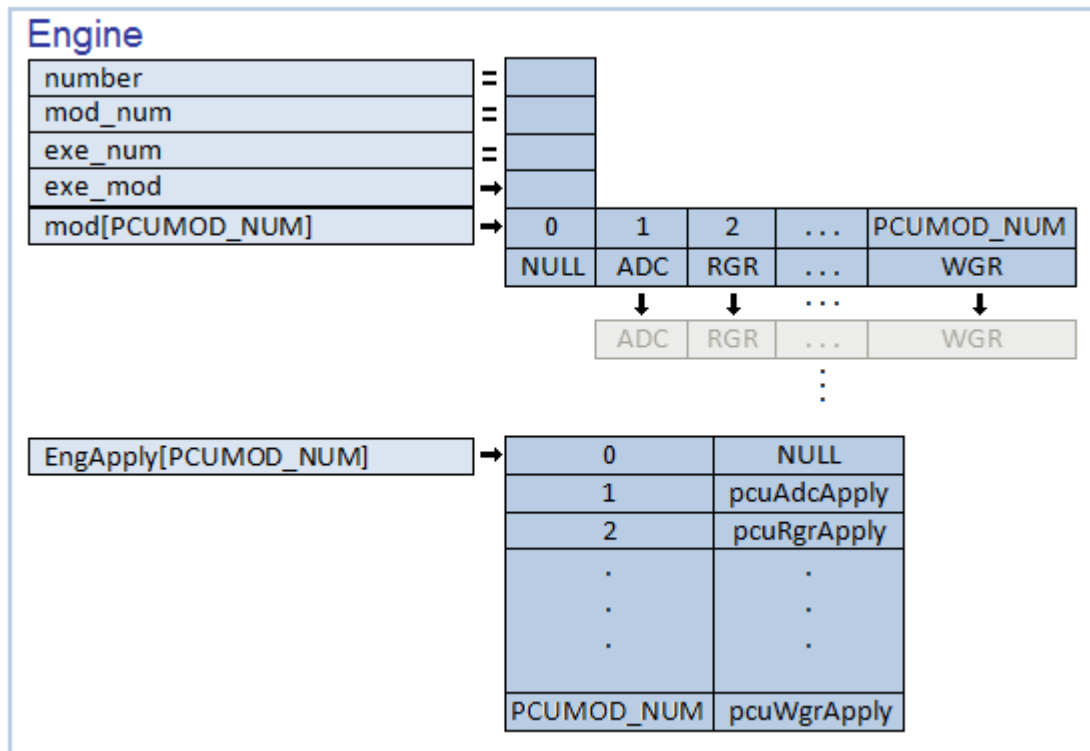 Engine
number =
mod_num =
exe_num =
exe_mod
mod[PCUMOD_NUM] 0 1 2 ... PCUMOD_NUM
NULL ADC RGR ... WGR
...
ADC RGR ... WGR
EngApply[PCUMOD_NUM] 0 NULL
1 pcuAdcApply
2 pcuRgrApply
. .
. .
. .
PCUMOD_NUM pcuWgrApply